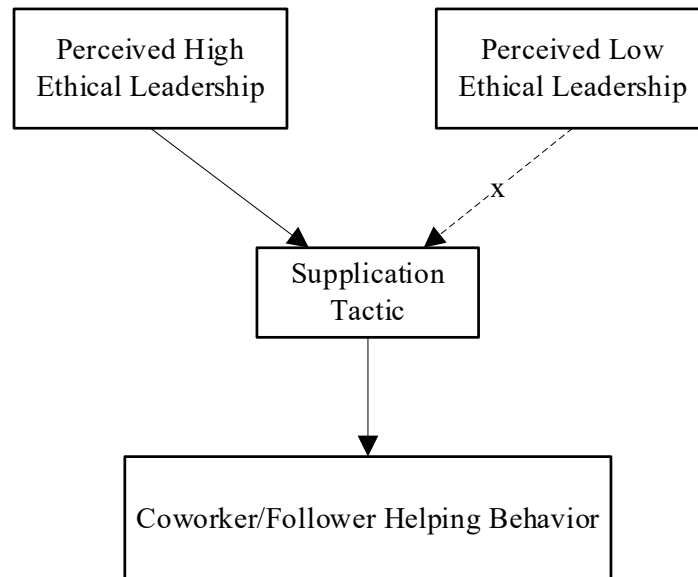 Perceived High
Ethical Leadership
Perceived Low
Ethical Leadership
x
Supplication
Tactic
Coworker/Follower Helping Behavior